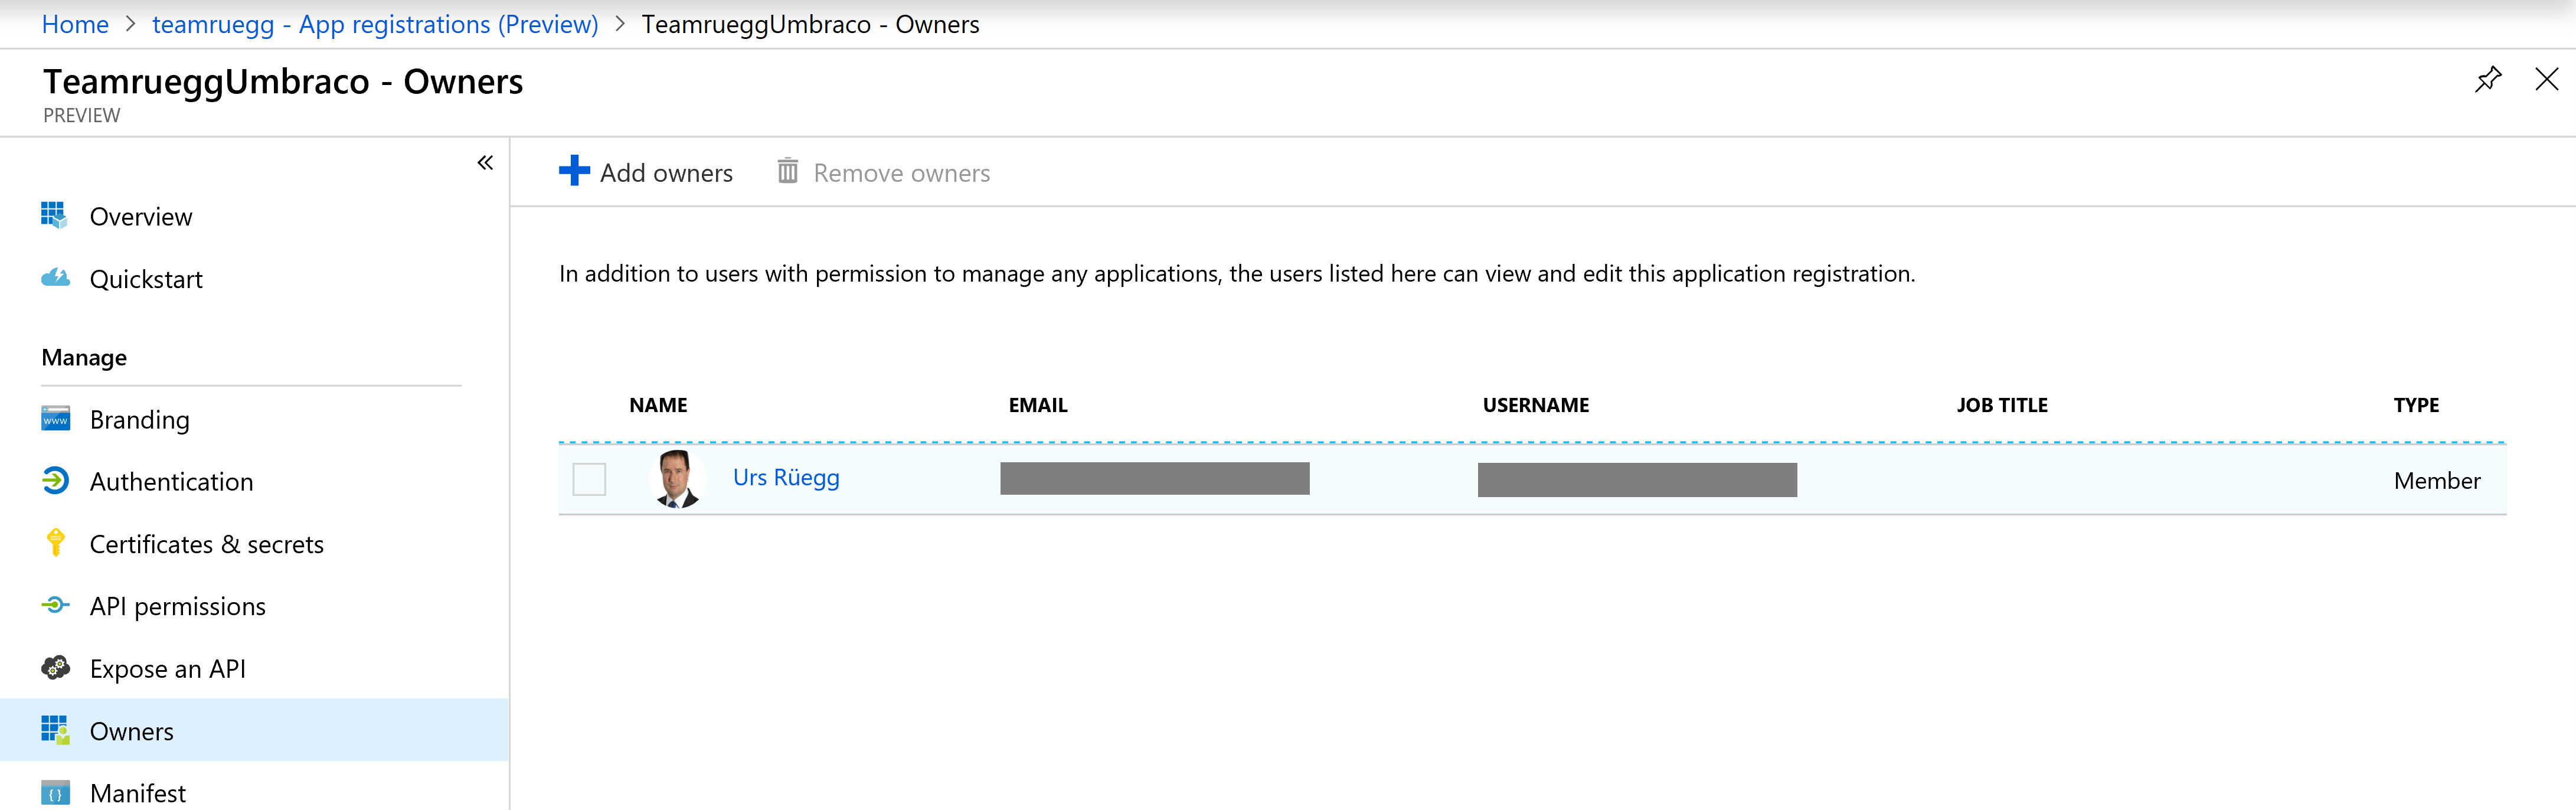 Home > teamruegg - App registrations (Preview) > TeamrueggUmbraco - Owners
TeamrueggUmbraco - Owners
PREVIEW
«
Overview
Quickstart
Manage
www Branding
Authentication
Certificates & secrets
API permissions
Expose an API
Owners
{} Manifest
Add owners Remove owners
In addition to users with permission to manage any applications, the users listed here can view and edit this application registration.
NAME EMAIL USERNAME JOB TITLE TYPE
Urs Rüegg Member